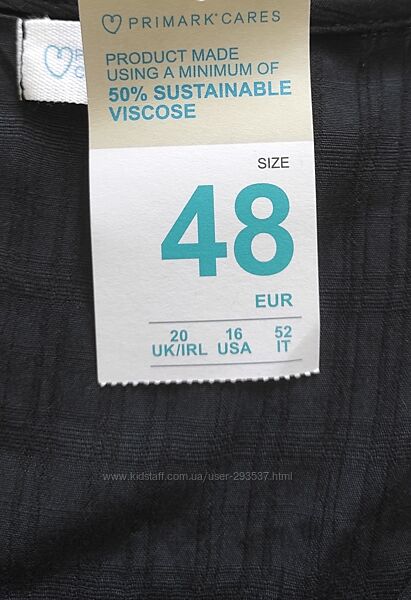 PRIMARK® CARES
PRODUCT MADE
USING A MINIMUM OF
50% SUSTAINABLE
VISCOSE
SIZE
48
EUR
20 16 52
UK/IRL USA IT
www.kidstaff.com.ua/user-293537.html